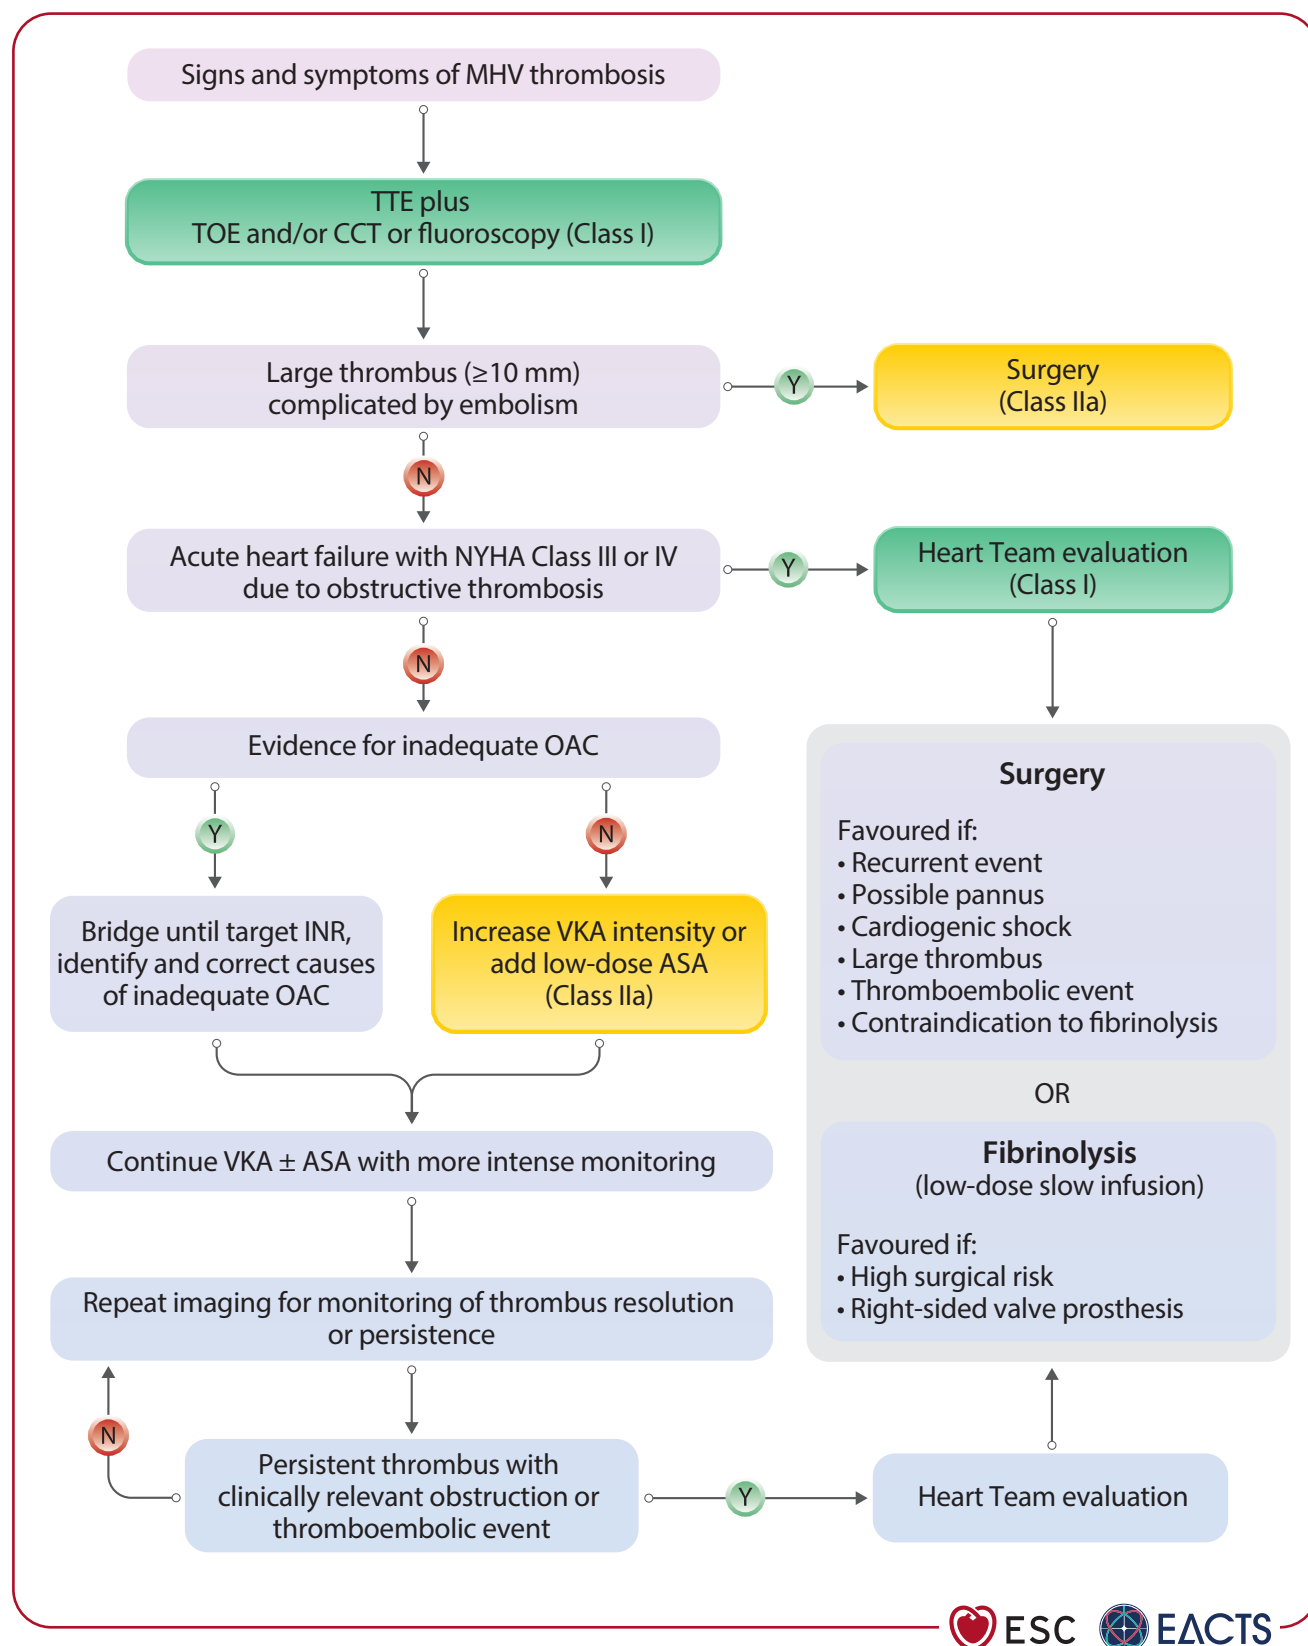 Signs and symptoms of MHV thrombosis
TTE plus
TOE and/or CCT or fluoroscopy (Class I)
Large thrombus (≥10 mm)
complicated by embolism
Y
Surgery
(Class IIa)
N
Acute heart failure with NYHA Class III or IV
due to obstructive thrombosis
Y
Heart Team evaluation
(Class I)
N
Evidence for inadequate OAC
Y
N
Bridge until target INR,
identify and correct causes
of inadequate OAC
Increase VKA intensity or
add low-dose ASA
(Class IIa)
Continue VKA ± ASA with more intense monitoring
Repeat imaging for monitoring of thrombus resolution
or persistence
N
Persistent thrombus with
clinically relevant obstruction or
thromboembolic event
Y
Heart Team evaluation
Surgery
Favoured if:
• Recurrent event
• Possible pannus
• Cardiogenic shock
• Large thrombus
• Thromboembolic event
• Contraindication to fibrinolysis
OR
Fibrinolysis
(low-dose slow infusion)
Favoured if:
• High surgical risk
• Right-sided valve prosthesis
ESC
EACTS